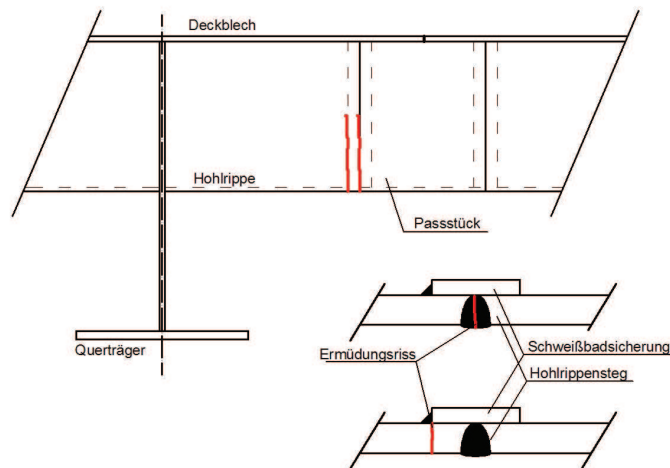 Deckblech
Hohlrippe
Passstück
Querträger
Ermüdungsriss
Schweißbadsicherung
Hohlrippensteg